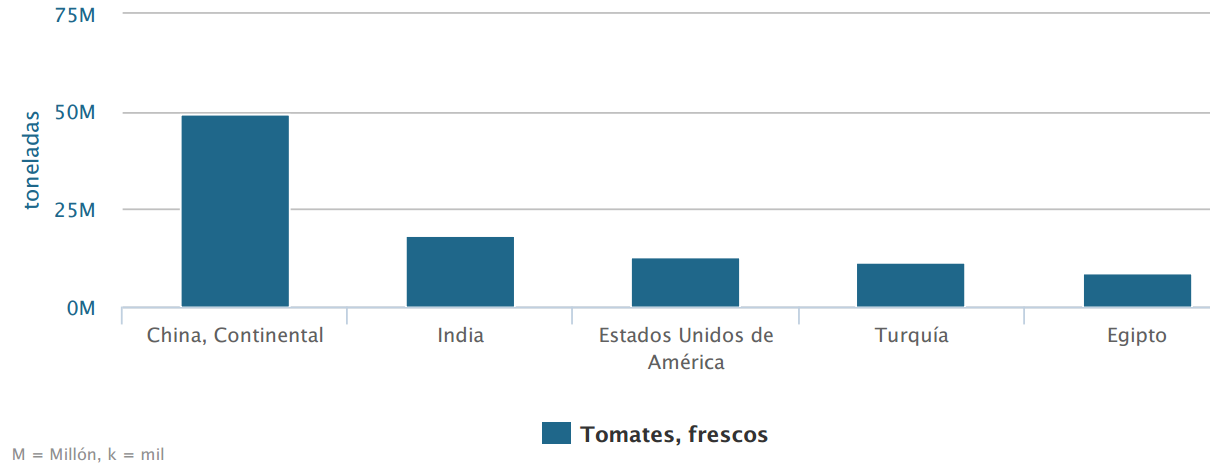 75M
50M
25M
0M
toneladas
China, Continental
India
Estados Unidos de
América
Turquía
Egipto
Tomates, frescos
M = Millón, k = mil